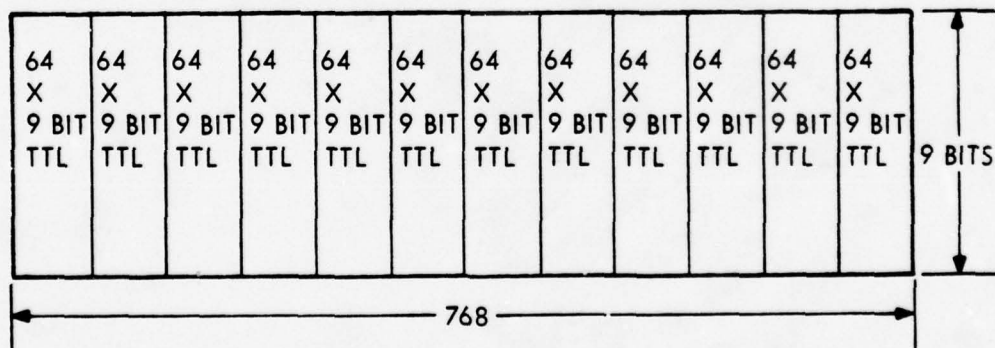 64 64 64 64 64 64 64 64 64 64 64 64
X X X X X X X X X X X X
9 BIT 9 BIT 9 BIT 9 BIT 9 BIT 9 BIT 9 BIT 9 BIT 9 BIT 9 BIT 9 BIT 9 BIT
TTL TTL TTL TTL TTL TTL TTL TTL TTL TTL TTL TTL
9 BITS
768